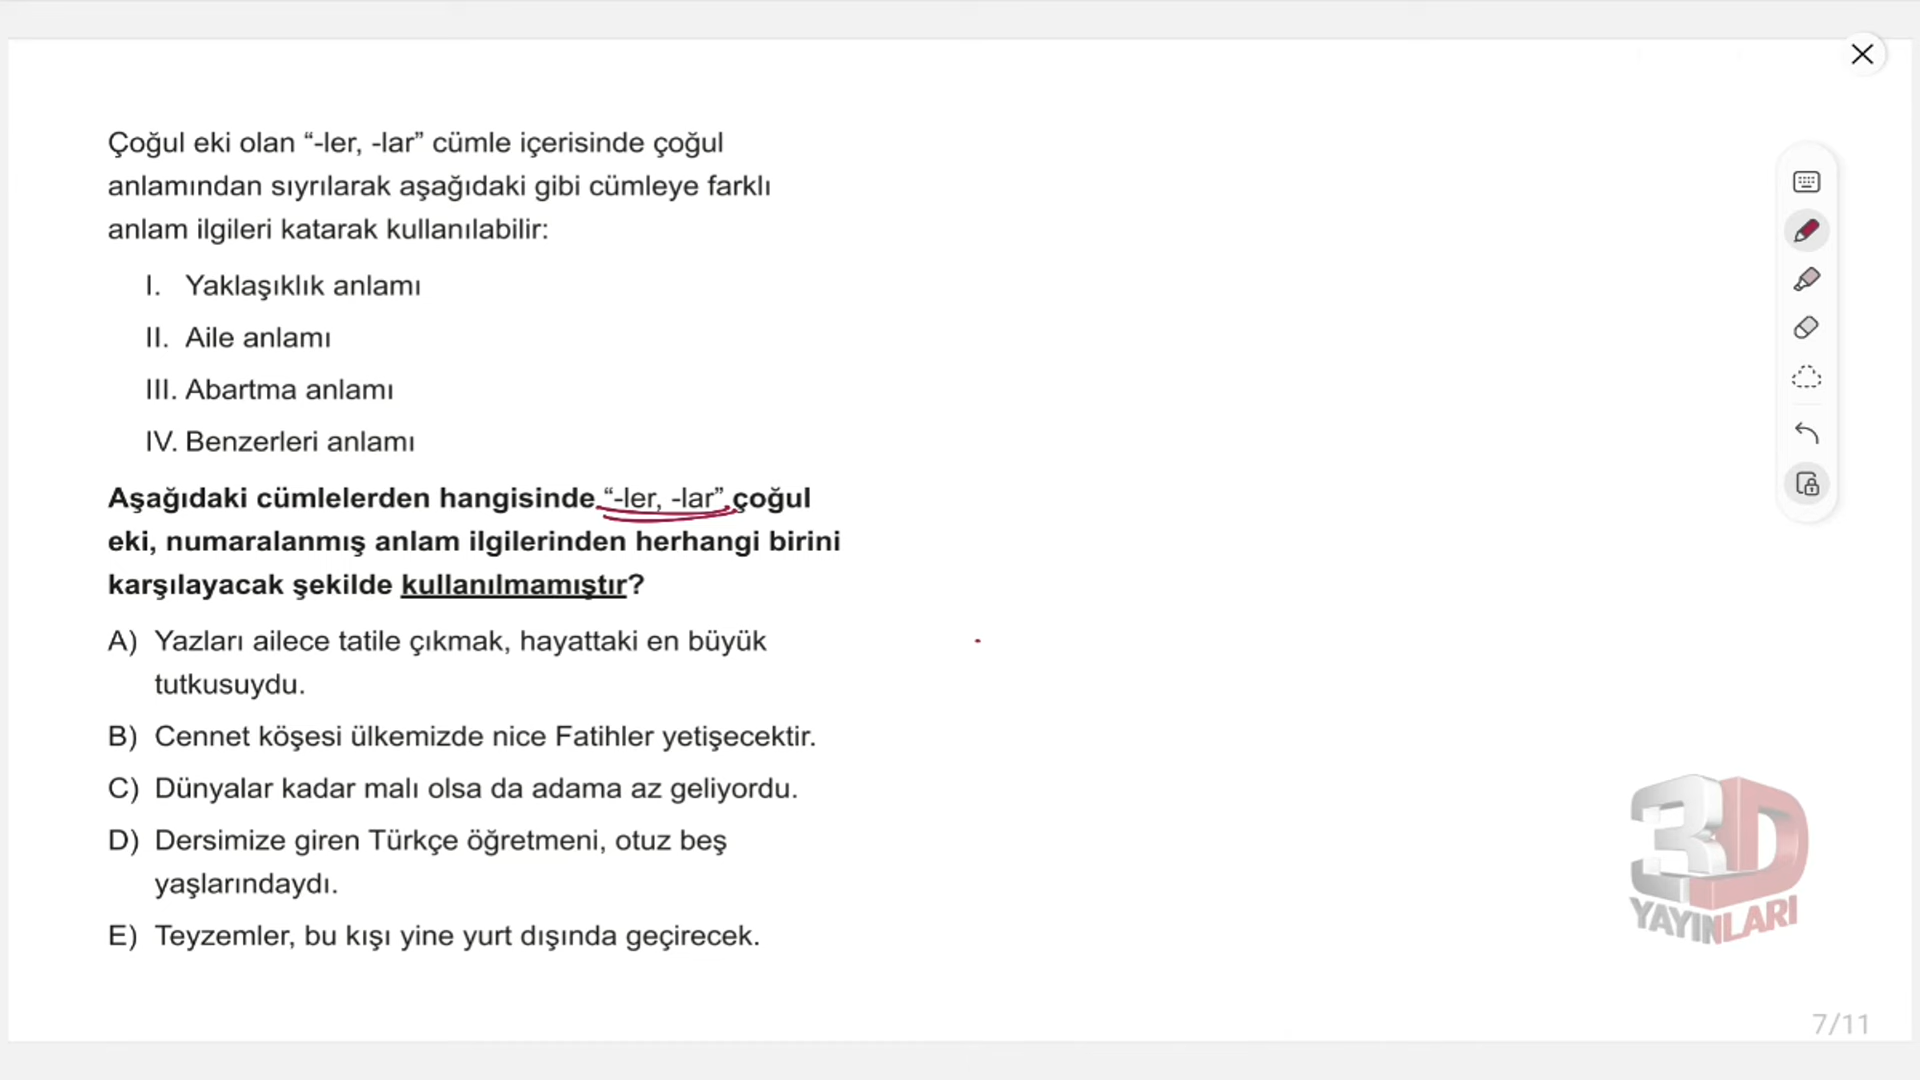 Çoğul eki olan “-ler, -lar” cümle içerisinde çoğul
anlamından sıyrılarak aşağıdaki gibi cümleye farklı
anlam ilgileri katarak kullanılabilir:
I. Yaklaşıklık anlamı
II. Aile anlamı
III. Abartma anlamı
IV. Benzerleri anlamı
Aşağıdaki cümlelerden hangisinde “-ler, -lar” çoğul
eki, numaralanmış anlam ilgilerinden herhangi birini
karşılayacak şekilde kullanılmamıştır?
A) Yazları ailece tatile çıkmak, hayattaki en büyük
tutkusuydu.
B) Cennet köşesi ülkemizde nice Fatihler yetişecektir.
C) Dünyalar kadar malı olsa da adama az geliyordu.
D) Dersimize giren Türkçe öğretmeni, otuz beş
yaşlarındaydı.
E) Teyzemler, bu kışı yine yurt dışında geçirecek.
3D
YAYINLARI
7/11